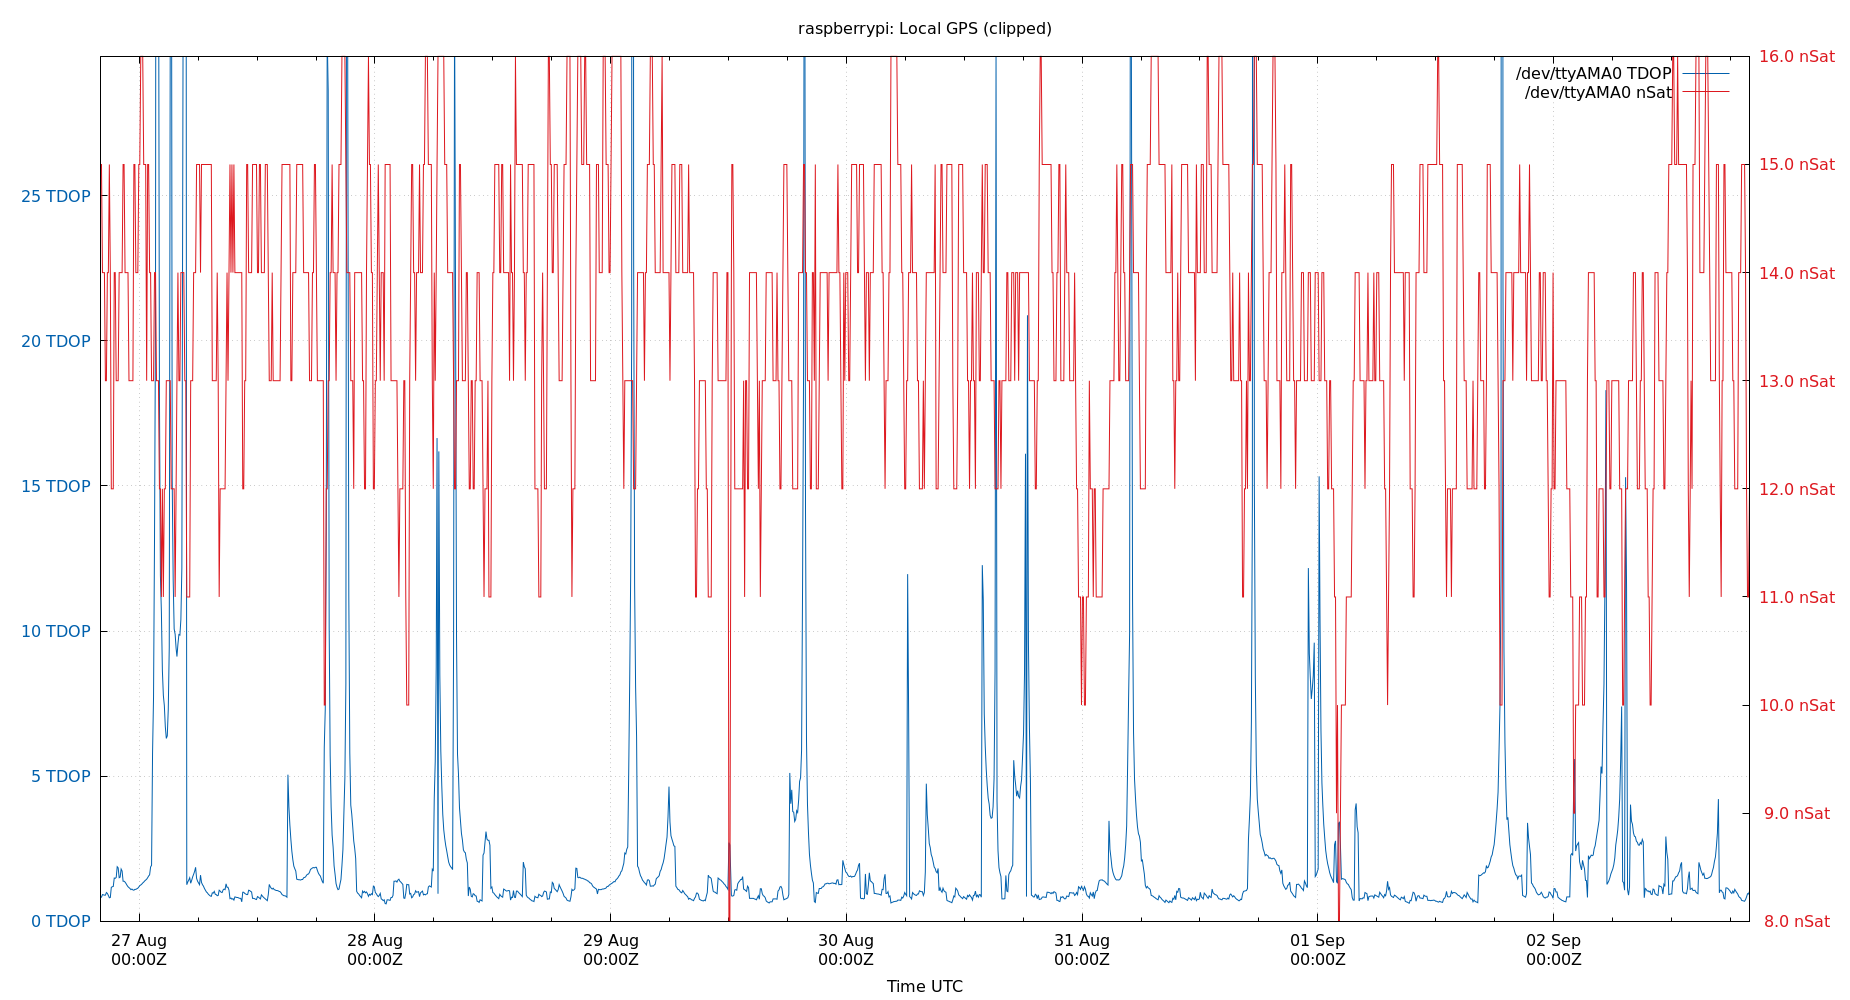 raspberrypi: Local GPS (clipped)
/dev/ttyAMA0 TDOP
/dev/ttyAMA0 nSat
25 TDOP
20 TDOP
15 TDOP
10 TDOP
5 TDOP
0 TDOP
16.0 nSat
15.0 nSat
14.0 nSat
13.0 nSat
12.0 nSat
11.0 nSat
10.0 nSat
9.0 nSat
8.0 nSat
27 Aug
00:00Z
28 Aug
00:00Z
29 Aug
00:00Z
30 Aug
00:00Z
31 Aug
00:00Z
01 Sep
00:00Z
02 Sep
00:00Z
Time UTC